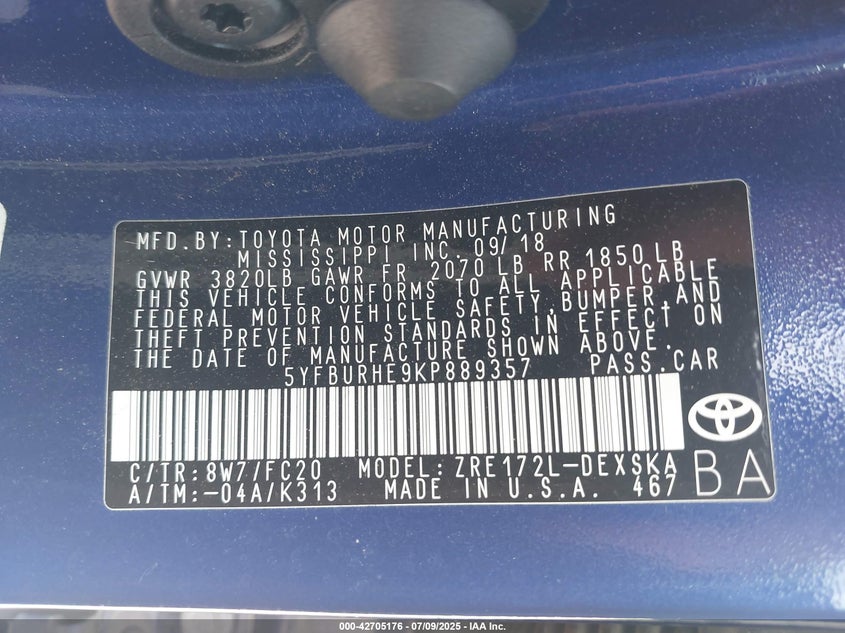 MFD. BY: TOYOTA MOTOR MANUFACTURING
MISSISSIPPI INC. 09/18
GVWR 3820LB GAWR FR 2070 LB RR 1850 LB
THIS VEHICLE CONFORMS TO ALL APPLICABLE
FEDERAL MOTOR VEHICLE SAFETY, BUMPER, AND
THEFT PREVENTION STANDARDS IN EFFECT ON
THE DATE OF MANUFACTURE SHOWN ABOVE.
5YFBURHE9KP889357 PASS. CAR
C/TR: 8W7/FC20 MODEL: ZRE172L-DEXSKA
A/TM: -04A/K313 MADE IN U.S.A. 467
BA
000-42705176 - 07/09/2025 - IAA Inc.